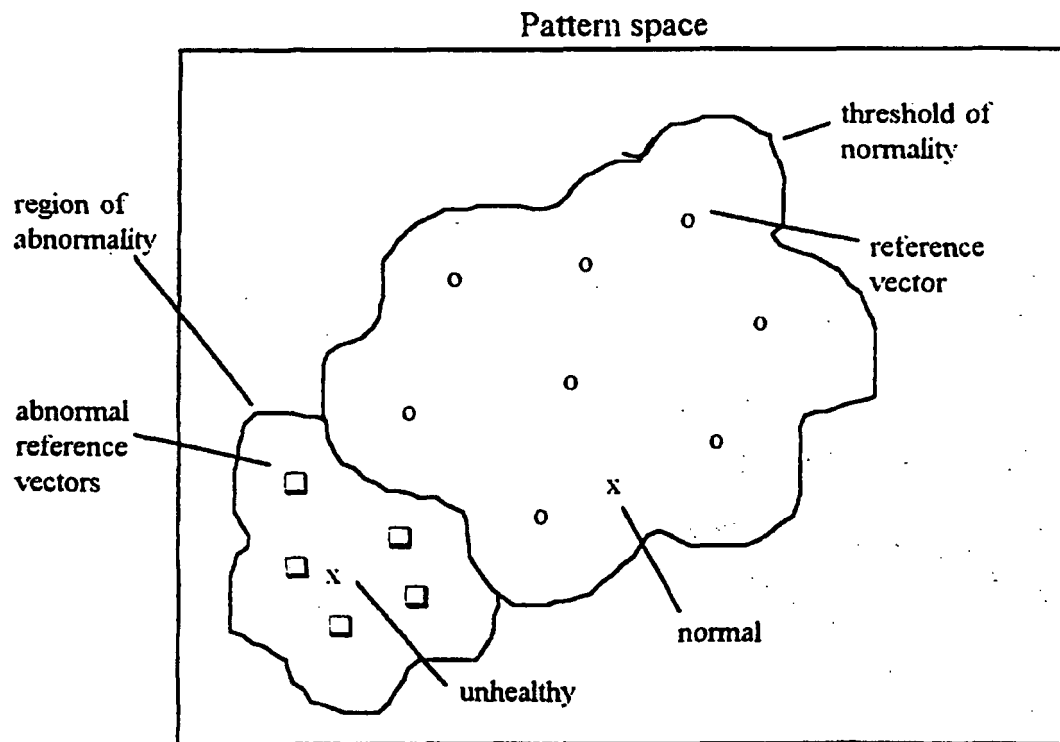 Pattern space
threshold of
normality
region of
abnormality
o
reference
vector
o
o
o
o
abnormal
reference
vectors
o
o
x
o
x
normal
unhealthy